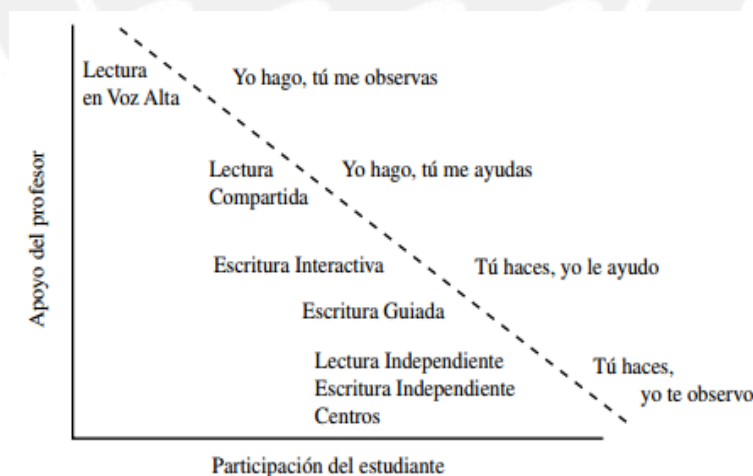 Lectura
en Voz Alta
Yo hago, tú me observas
Lectura
Compartida
Yo hago, tú me ayudas
Escritura Interactiva
Tú haces, yo le ayudo
Escritura Guiada
Lectura Independiente
Escritura Independiente
Centros
Tú haces,
yo te observo
Apoyo del profesor
Participación del estudiante